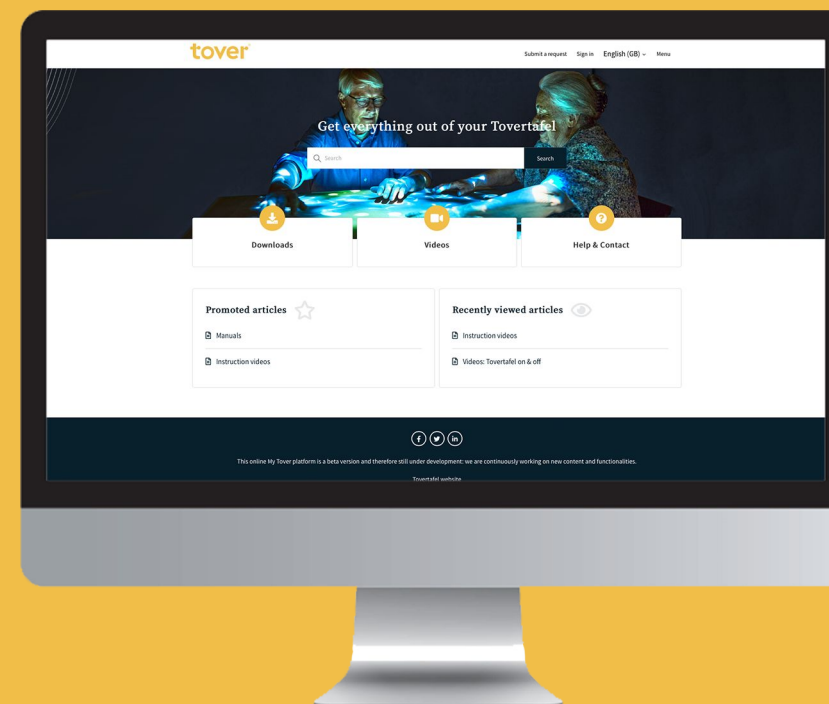 tover
Submit a request Sign in English (GB) Menu
Get everything out of your Tovertafel
Search Search
Downloads Videos Help & Contact
Promoted articles Recently viewed articles
Manuals Instruction videos
Instruction videos Videos: Tovertafel on & off
This online My Tover platform is a beta version and therefore still under development: we are continuously working on new content and functionalities.
Tovertafel website